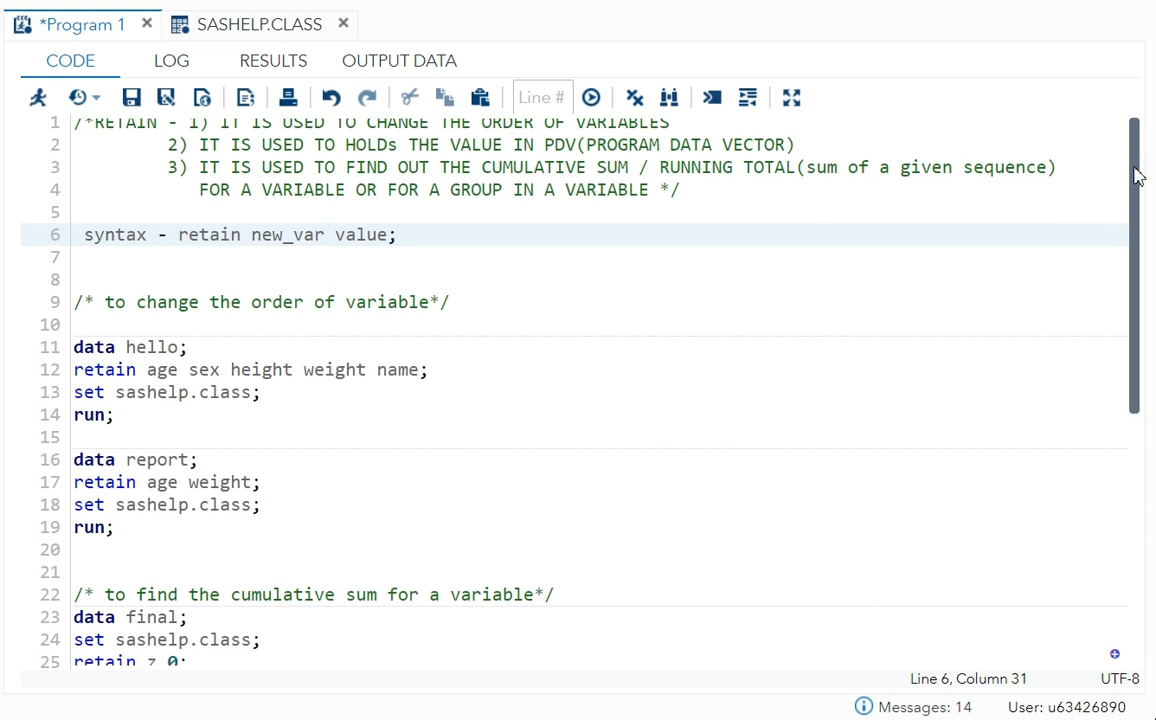 *Program 1 × SASHELP.CLASS ×
CODE LOG RESULTS OUTPUT DATA
Line #
1 /*RETAIN - 1) IT IS USED TO CHANGE THE ORDER OF VARIABLES
2 2) IT IS USED TO HOLDs THE VALUE IN PDV(PROGRAM DATA VECTOR)
3 3) IT IS USED TO FIND OUT THE CUMULATIVE SUM / RUNNING TOTAL(sum of a given sequence)
4 FOR A VARIABLE OR FOR A GROUP IN A VARIABLE */
5
6 syntax - retain new_var value;
7
8
9 /* to change the order of variable*/
10
11 data hello;
12 retain age sex height weight name;
13 set sashelp.class;
14 run;
15
16 data report;
17 retain age weight;
18 set sashelp.class;
19 run;
20
21
22 /* to find the cumulative sum for a variable*/
23 data final;
24 set sashelp.class;
25 retain z 0;
Line 6, Column 31 UTF-8
Messages: 14 User: u63426890